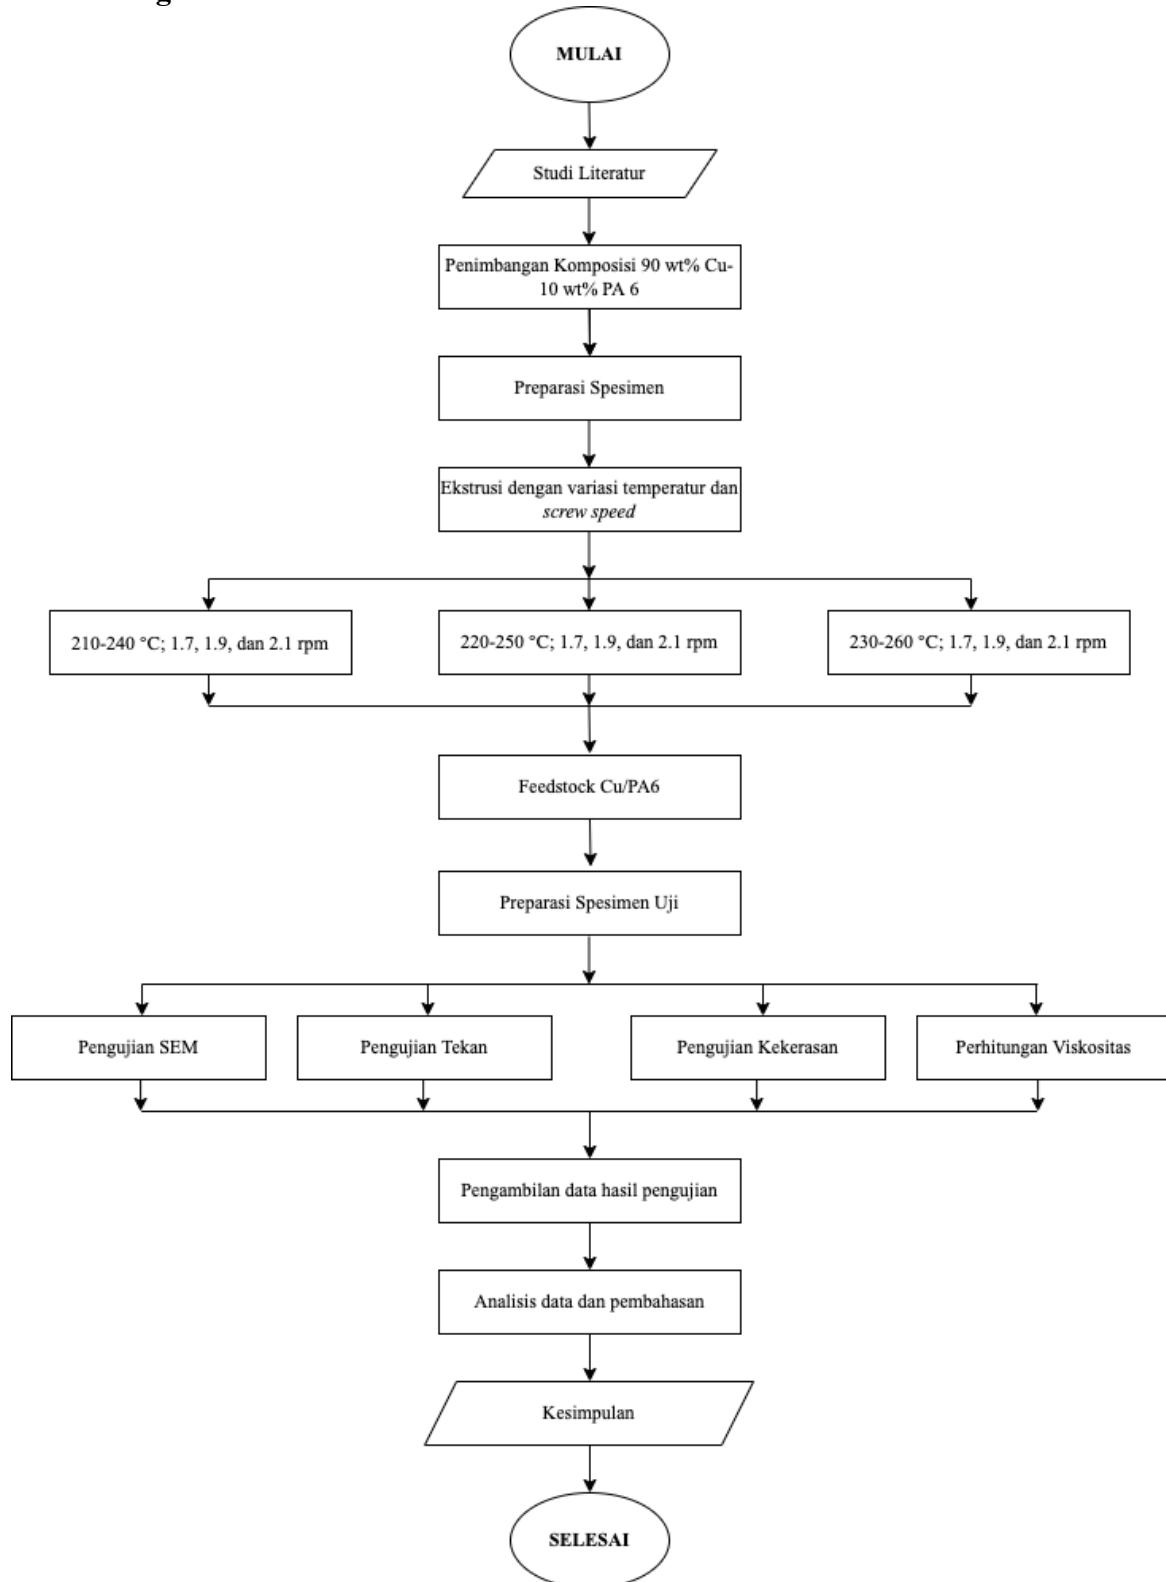 MULAI
Studi Literatur
Penimbangan Komposisi 90 wt% Cu-
10 wt% PA 6
Preparasi Spesimen
Ekstrusi dengan variasi temperatur dan
screw speed
210-240 °C; 1.7, 1.9, dan 2.1 rpm
220-250 °C; 1.7, 1.9, dan 2.1 rpm
230-260 °C; 1.7, 1.9, dan 2.1 rpm
Feedstock Cu/PA6
Preparasi Spesimen Uji
Pengujian SEM
Pengujian Tekan
Pengujian Kekerasan
Perhitungan Viskositas
Pengambilan data hasil pengujian
Analisis data dan pembahasan
Kesimpulan
SELESAI